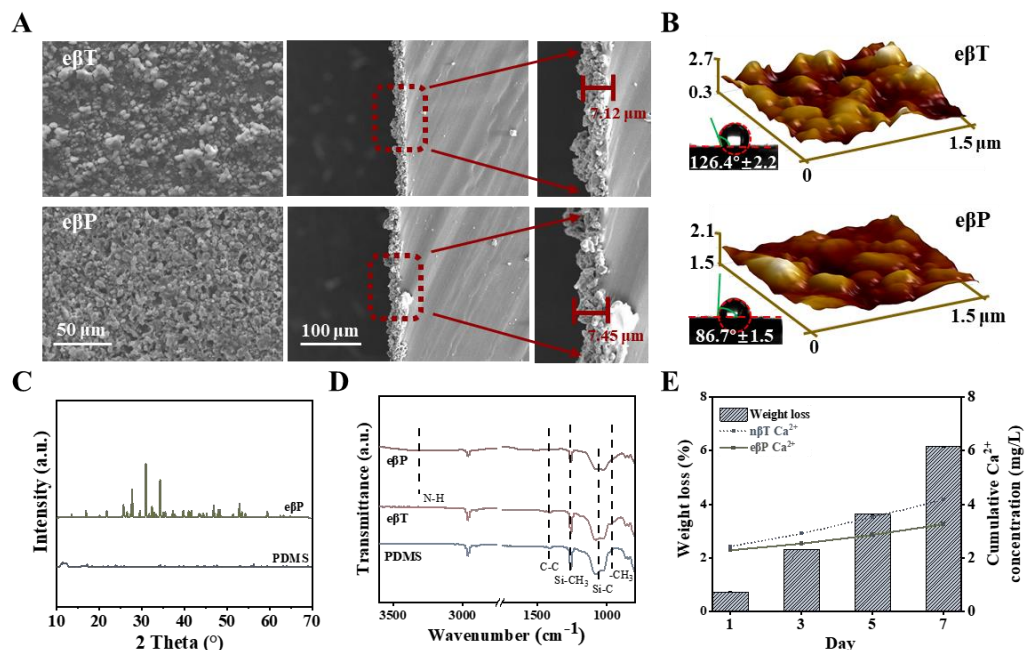 A
eβT
7.12 μm
eβP
50 μm
100 μm
7.45 μm
B
eβT
2.7
0.3
126.4°±2.2
0
1.5 μm
eβP
2.1
1.5
86.7°±1.5
0
1.5 μm
C
Intensity (a.u.)
eβP
PDMS
10 20 30 40 50 60 70
2 Theta (°)
D
Transmittance (a.u.)
eβP
N-H
eβT
PDMS
C-C
Si-CH3
Si-C
-CH3
3500 3000 1500 1000
Wavenumber (cm⁻¹)
E
Weight loss (%)
8
6
4
2
0
Weight loss
nβT Ca²⁺
eβP Ca²⁺
8
6
4
2
0
Cumulative Ca²⁺
concentration (mg/L)
1 3 5 7
Day